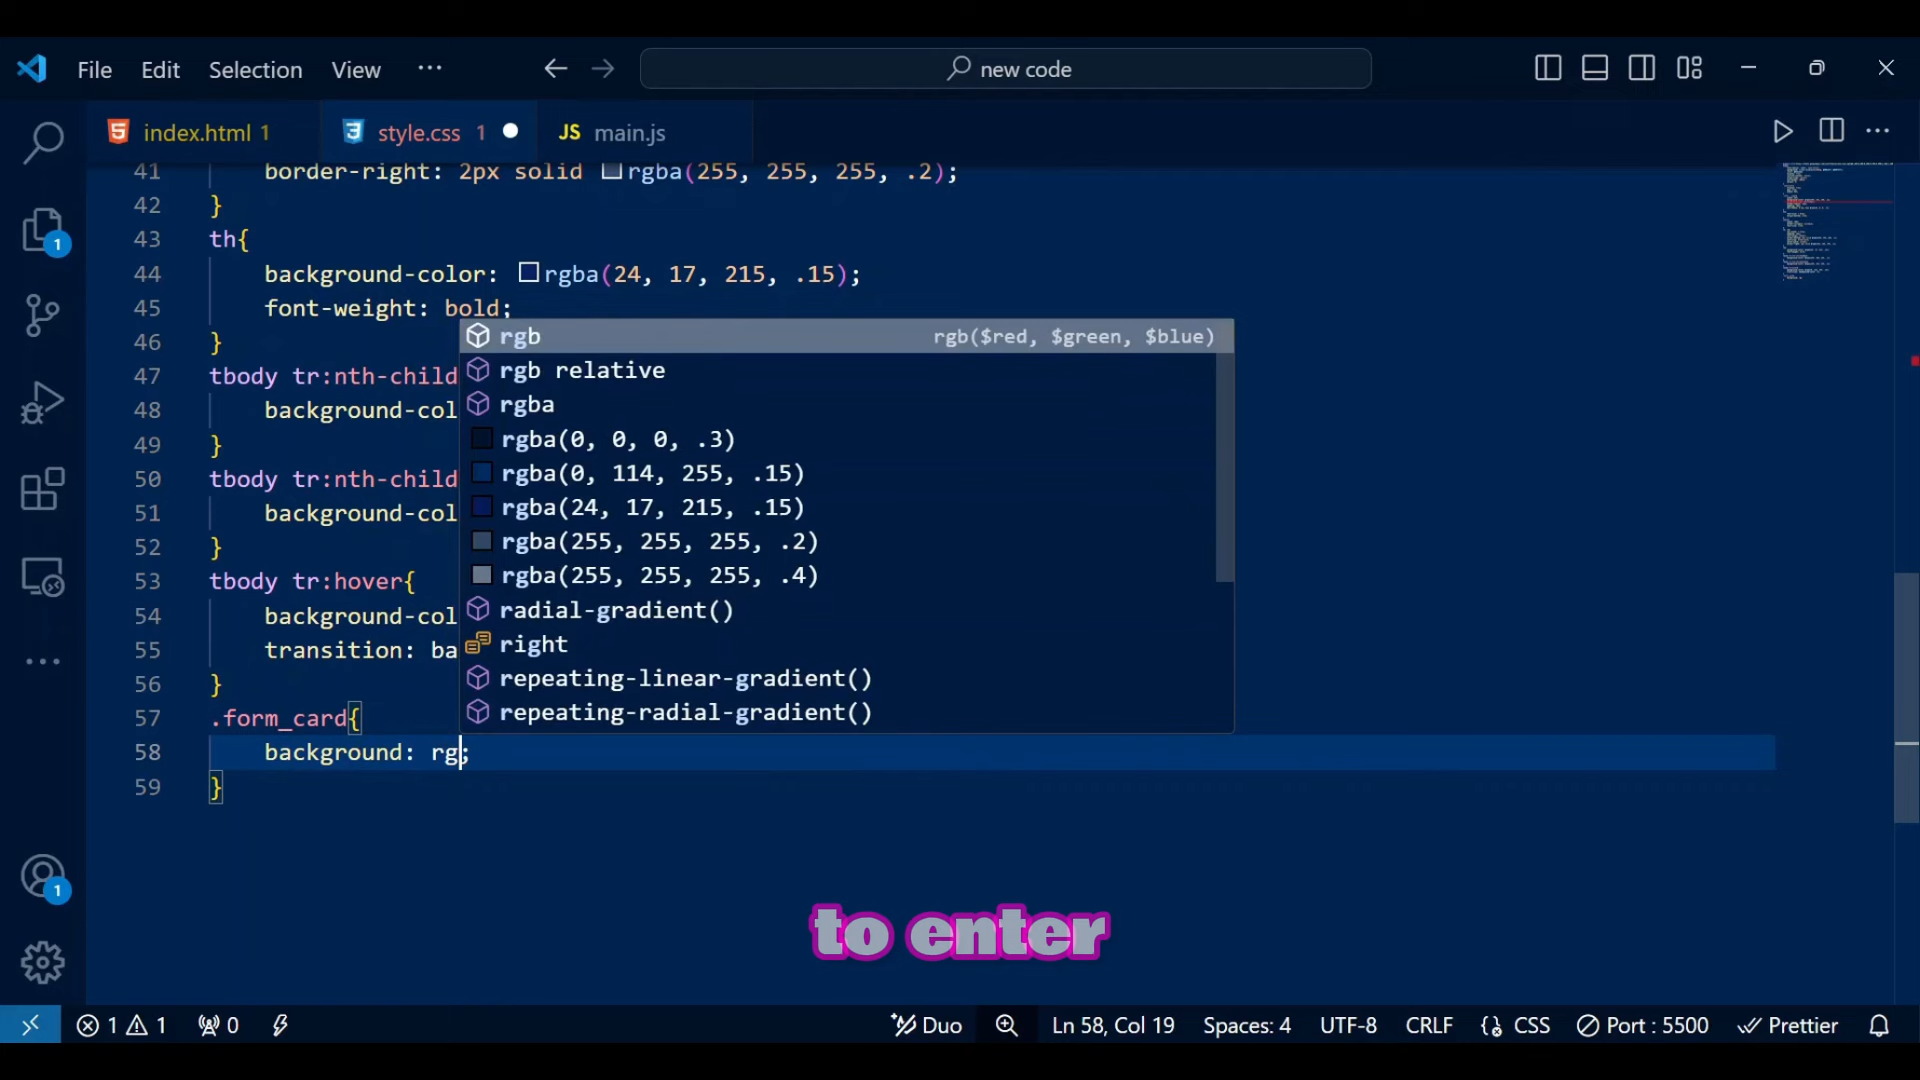 File Edit Selection View ··· new code
index.html 1 style.css 1 JS main.js
41 border-right: 2px solid rgba(255, 255, 255, .2);
42 }
43 th{
44 background-color: rgba(24, 17, 215, .15);
45 font-weight: bold;
46 }
47 tbody tr:nth-child
48 background-col
49 }
50 tbody tr:nth-child
51 background-col
52 }
53 tbody tr:hover{
54 background-col
55 transition: ba
56 }
57 .form_card{
58 background: rg;
59 }
rgb rgb($red, $green, $blue)
rgb relative
rgba
rgba(0, 0, 0, .3)
rgba(0, 114, 255, .15)
rgba(24, 17, 215, .15)
rgba(255, 255, 255, .2)
rgba(255, 255, 255, .4)
radial-gradient()
right
repeating-linear-gradient()
repeating-radial-gradient()
1
1
to enter
1 1 0 Duo Ln 58, Col 19 Spaces: 4 UTF-8 CRLF CSS Port : 5500 Prettier